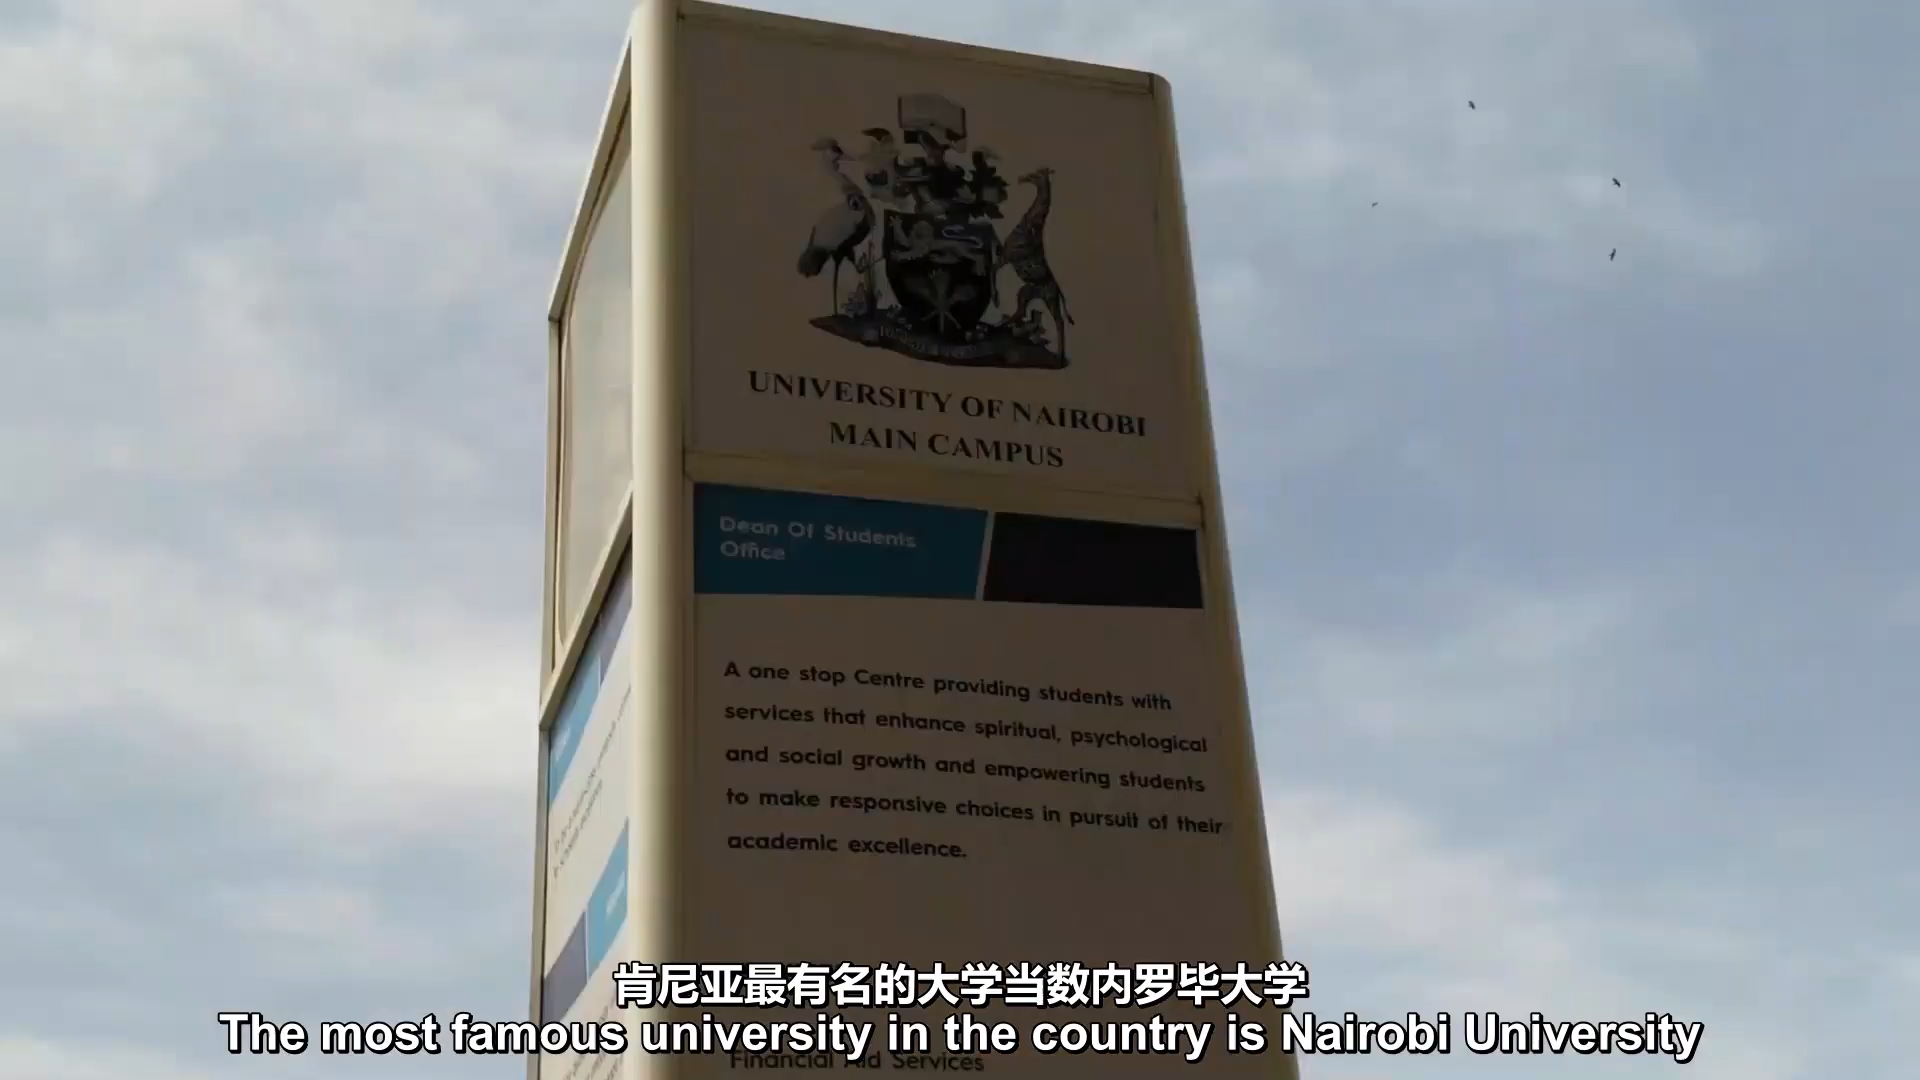 UNIVERSITY OF NAIROBI
MAIN CAMPUS
Dean Of Students
Office
A one stop Centre providing students with
services that enhance spiritual, psychological
and social growth and empowering students
to make responsive choices in pursuit of their
academic excellence.
肯尼亚最有名的大学当数内罗毕大学
The most famous university in the country is Nairobi University
Financial Aid Services